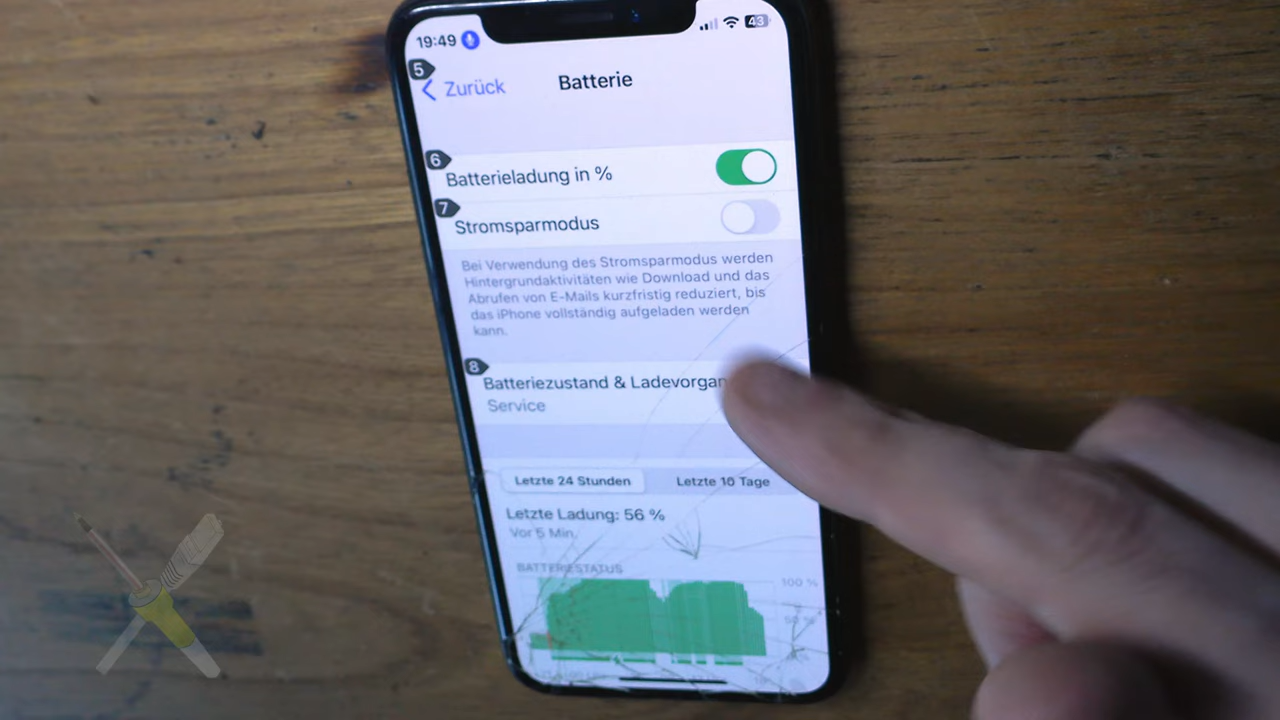 19:49
43
5
Zurück
Batterie
6
Batterieladung in %
7
Stromsparmodus
Bei Verwendung des Stromsparmodus werden
Hintergrundaktivitäten wie Download und das
Abrufen von E-Mails kurzfristig reduziert, bis
das iPhone vollständig aufgeladen werden
kann.
8
Batteriezustand & Ladevorgan
Service
Letzte 24 Stunden
Letzte 10 Tage
Letzte Ladung: 56 %
Vor 5 Min.
BATTERIESTATUS
100 %
50 %